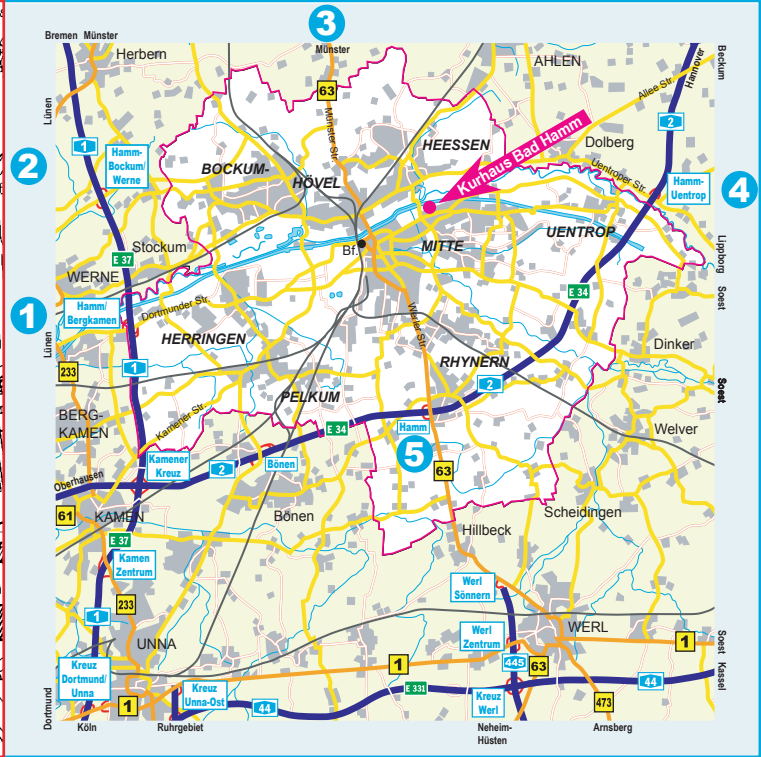 3
Bremen Münster
Münster
Herbern
AHLEN
Hannover
Beckum
63
Allee Str.
Lünen
Münster Str.
2
1
Kurhaus Bad Hamm
HEESSEN
Dolberg
Hamm-
Bockum/
Werne
2
BOCKUM-
HÖVEL
Uentroper Str.
Hamm-
Uentrop
4
Stockum
Bf.
MITTE
UENTROP
Lippborg
E 37
WERNE
E 34
Soest
Hamm/
Bergkamen
1
Dortmunder Str.
Werler Str.
HERRINGEN
Dinker
Lünen
233
1
RHYNERN
2
Soest
PELKUM
BERG-
KAMEN
Kamener Str.
E 34
Hamm
Welver
5
Kamener
Kreuz
2
Bönen
63
Oberhausen
61
KAMEN
Bönen
Scheidingen
Hillbeck
E 37
Kamen
Zentrum
Werl
Sönnern
233
1
WERL
UNNA
Werl
Zentrum
1
Soest
Kreuz
Dortmund/
Unna
1
445
63
Kassel
Kreuz
Unna-Ost
E 331
44
Kreuz
Werl
1
44
473
Dortmund
Köln
Ruhrgebiet
Neheim-
Hüsten
Arnsberg